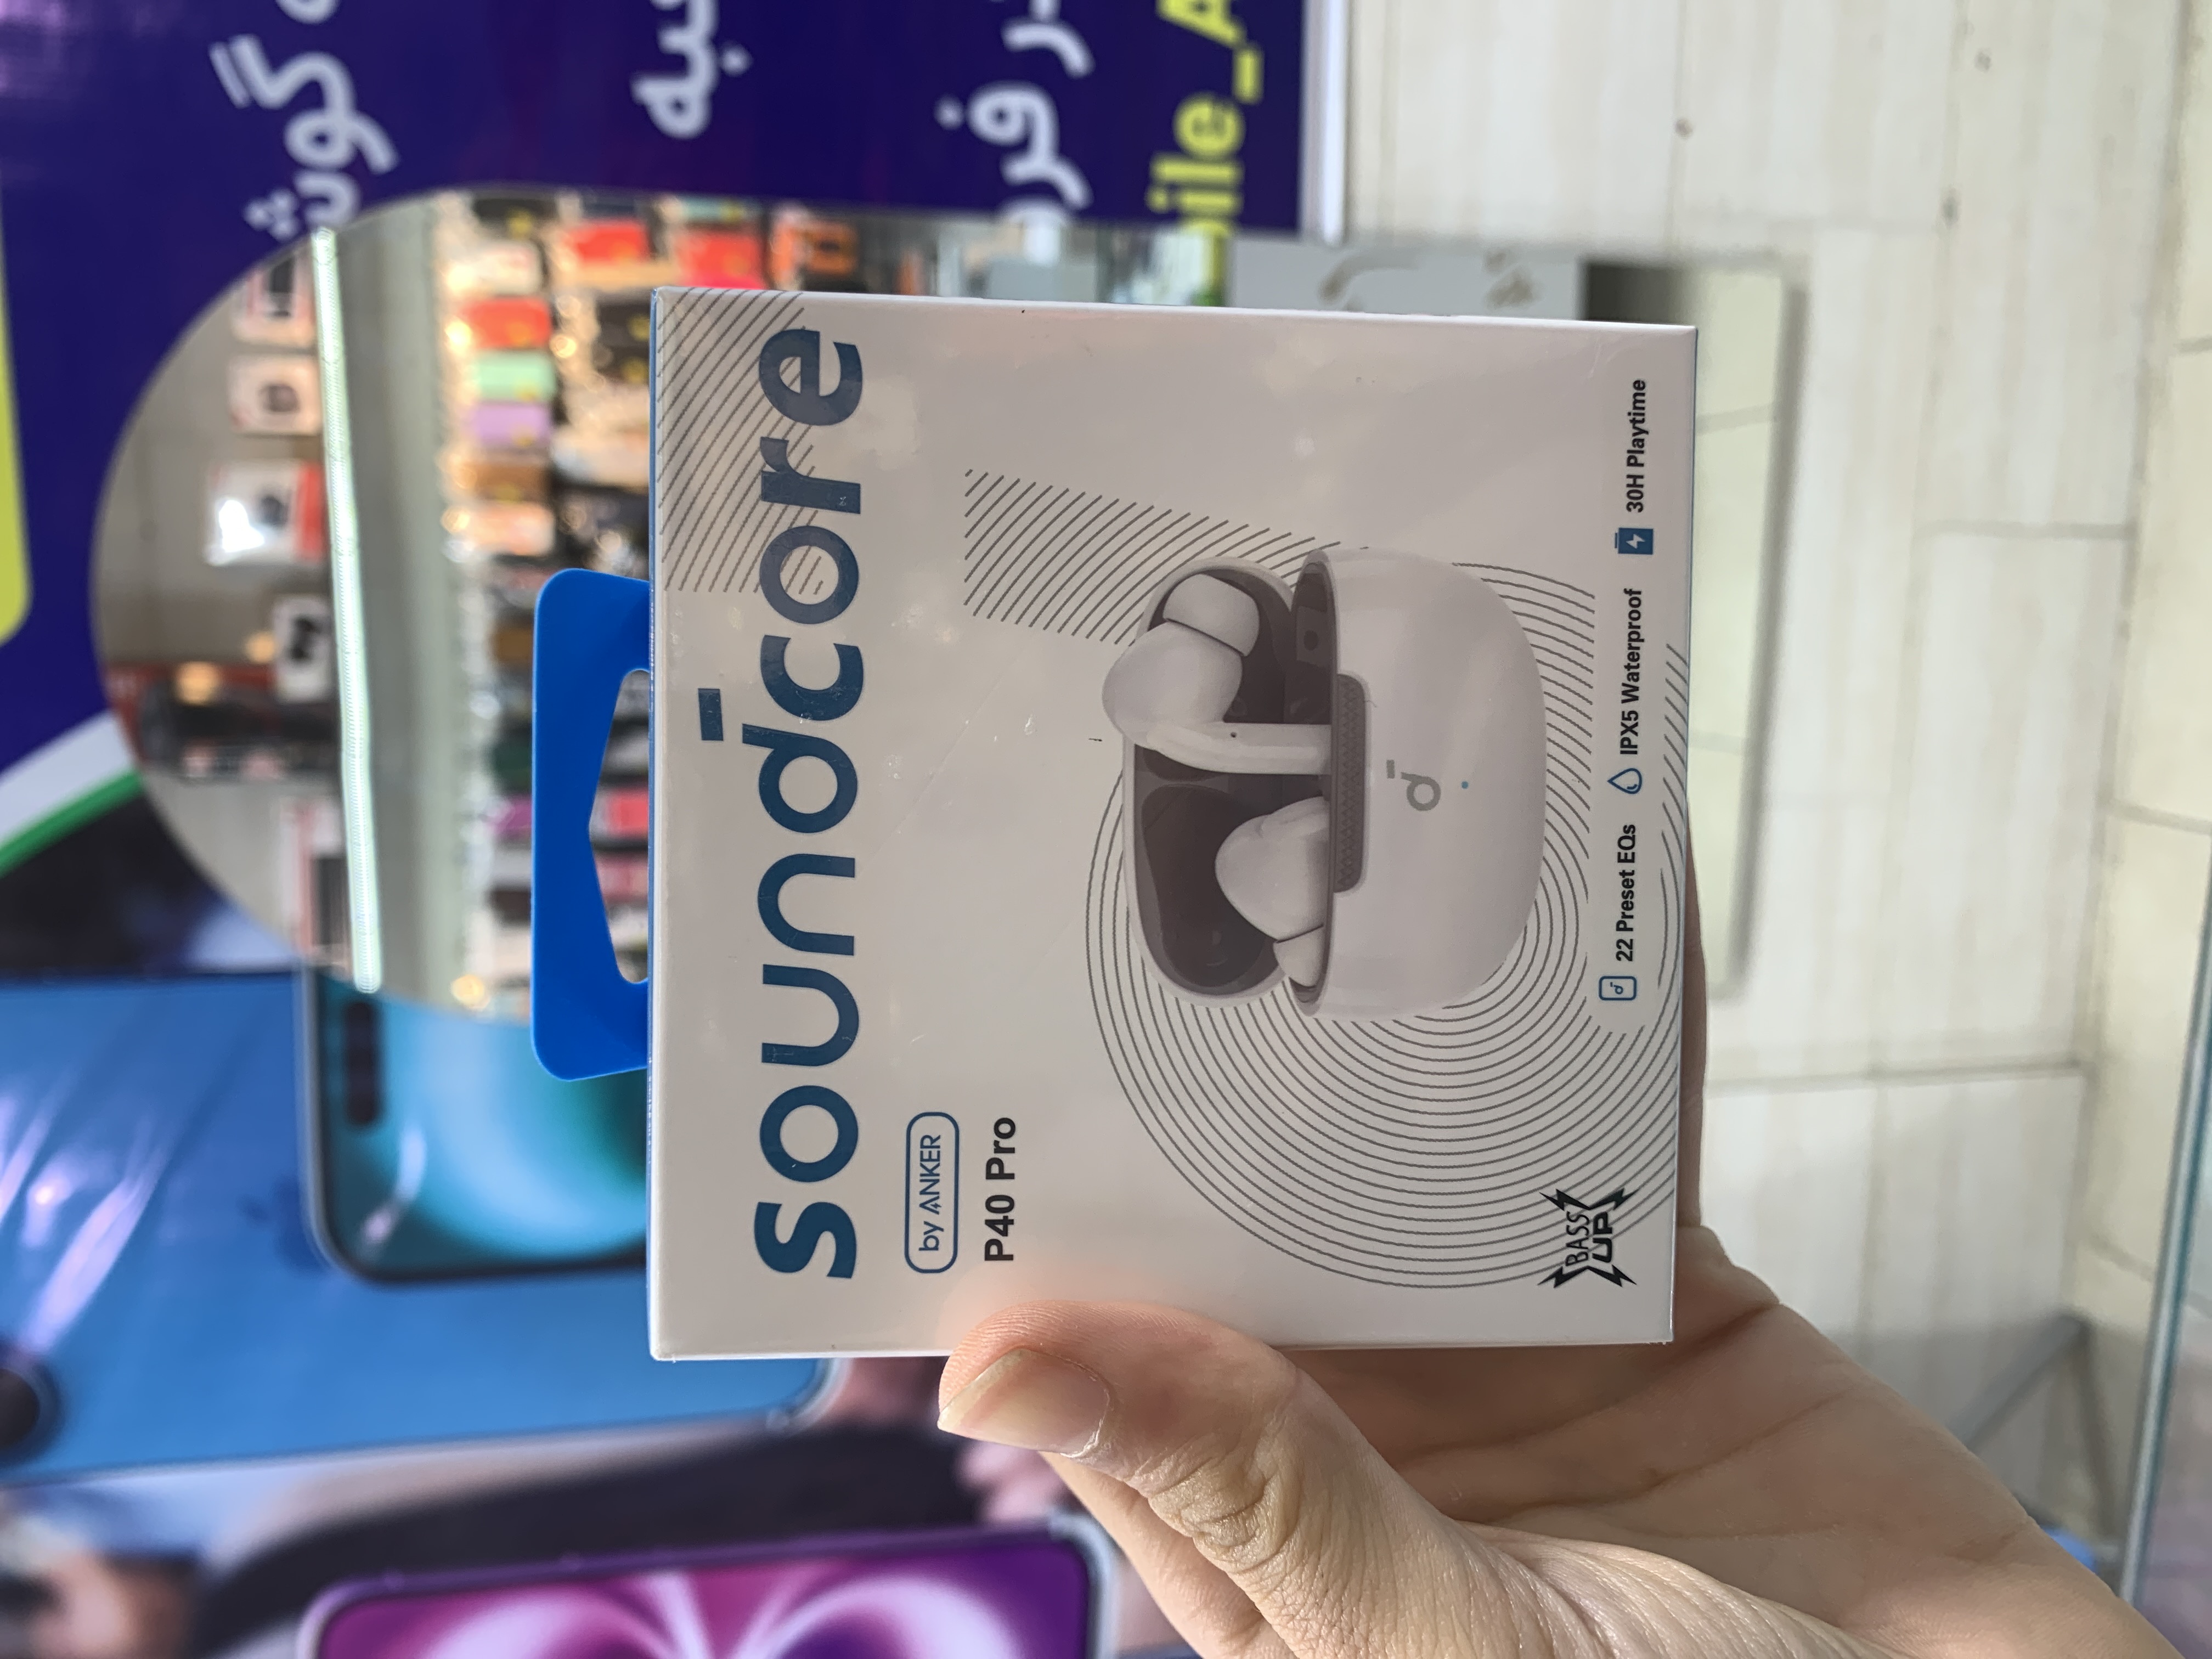 soundcore
by ANKER
P40 Pro
BASS
UP
22 Preset EQs
IPX5 Waterproof
30H Playtime